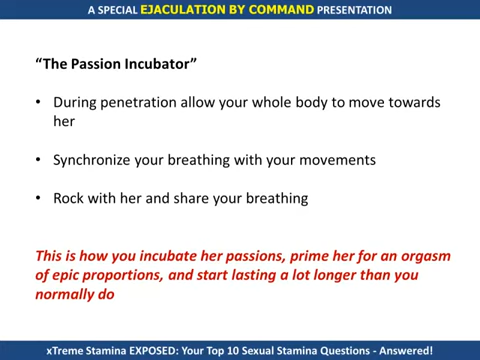 A SPECIAL EJACULATION BY COMMAND PRESENTATION
“The Passion Incubator”
• During penetration allow your whole body to move towards
her
• Synchronize your breathing with your movements
• Rock with her and share your breathing
This is how you incubate her passions, prime her for an orgasm
of epic proportions, and start lasting a lot longer than you
normally do
xTreme Stamina EXPOSED: Your Top 10 Sexual Stamina Questions - Answered!